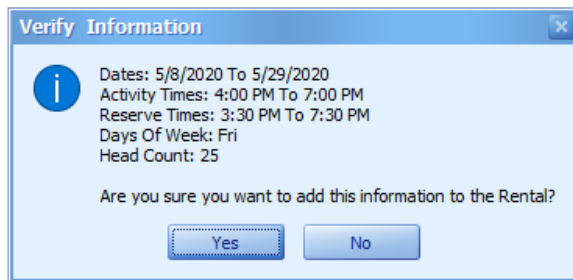 Verify Information
Dates: 5/8/2020 To 5/29/2020
Activity Times: 4:00 PM To 7:00 PM
Reserve Times: 3:30 PM To 7:30 PM
Days Of Week: Fri
Head Count: 25
Are you sure you want to add this information to the Rental?
Yes No